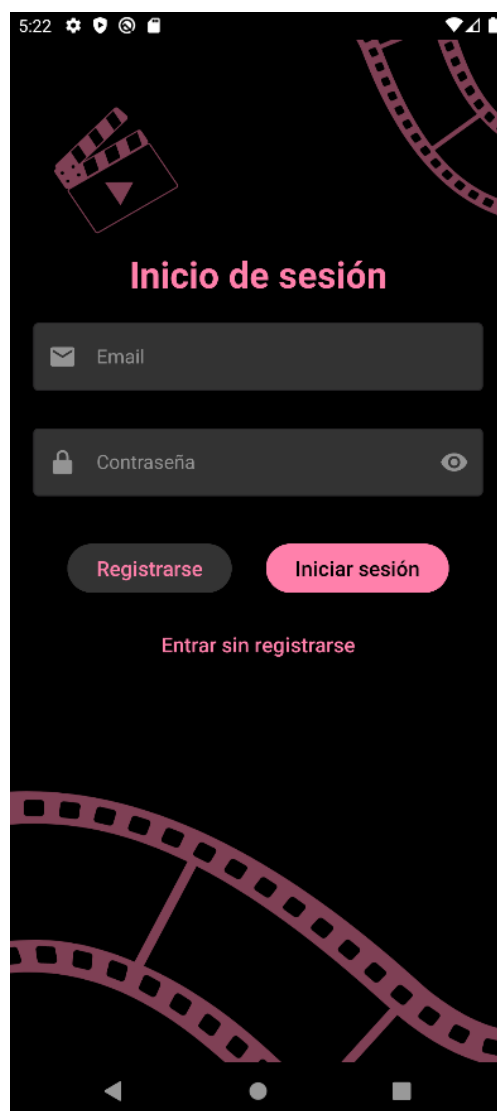 5:22
Inicio de sesión
Email
Contraseña
Registrarse
Iniciar sesión
Entrar sin registrarse